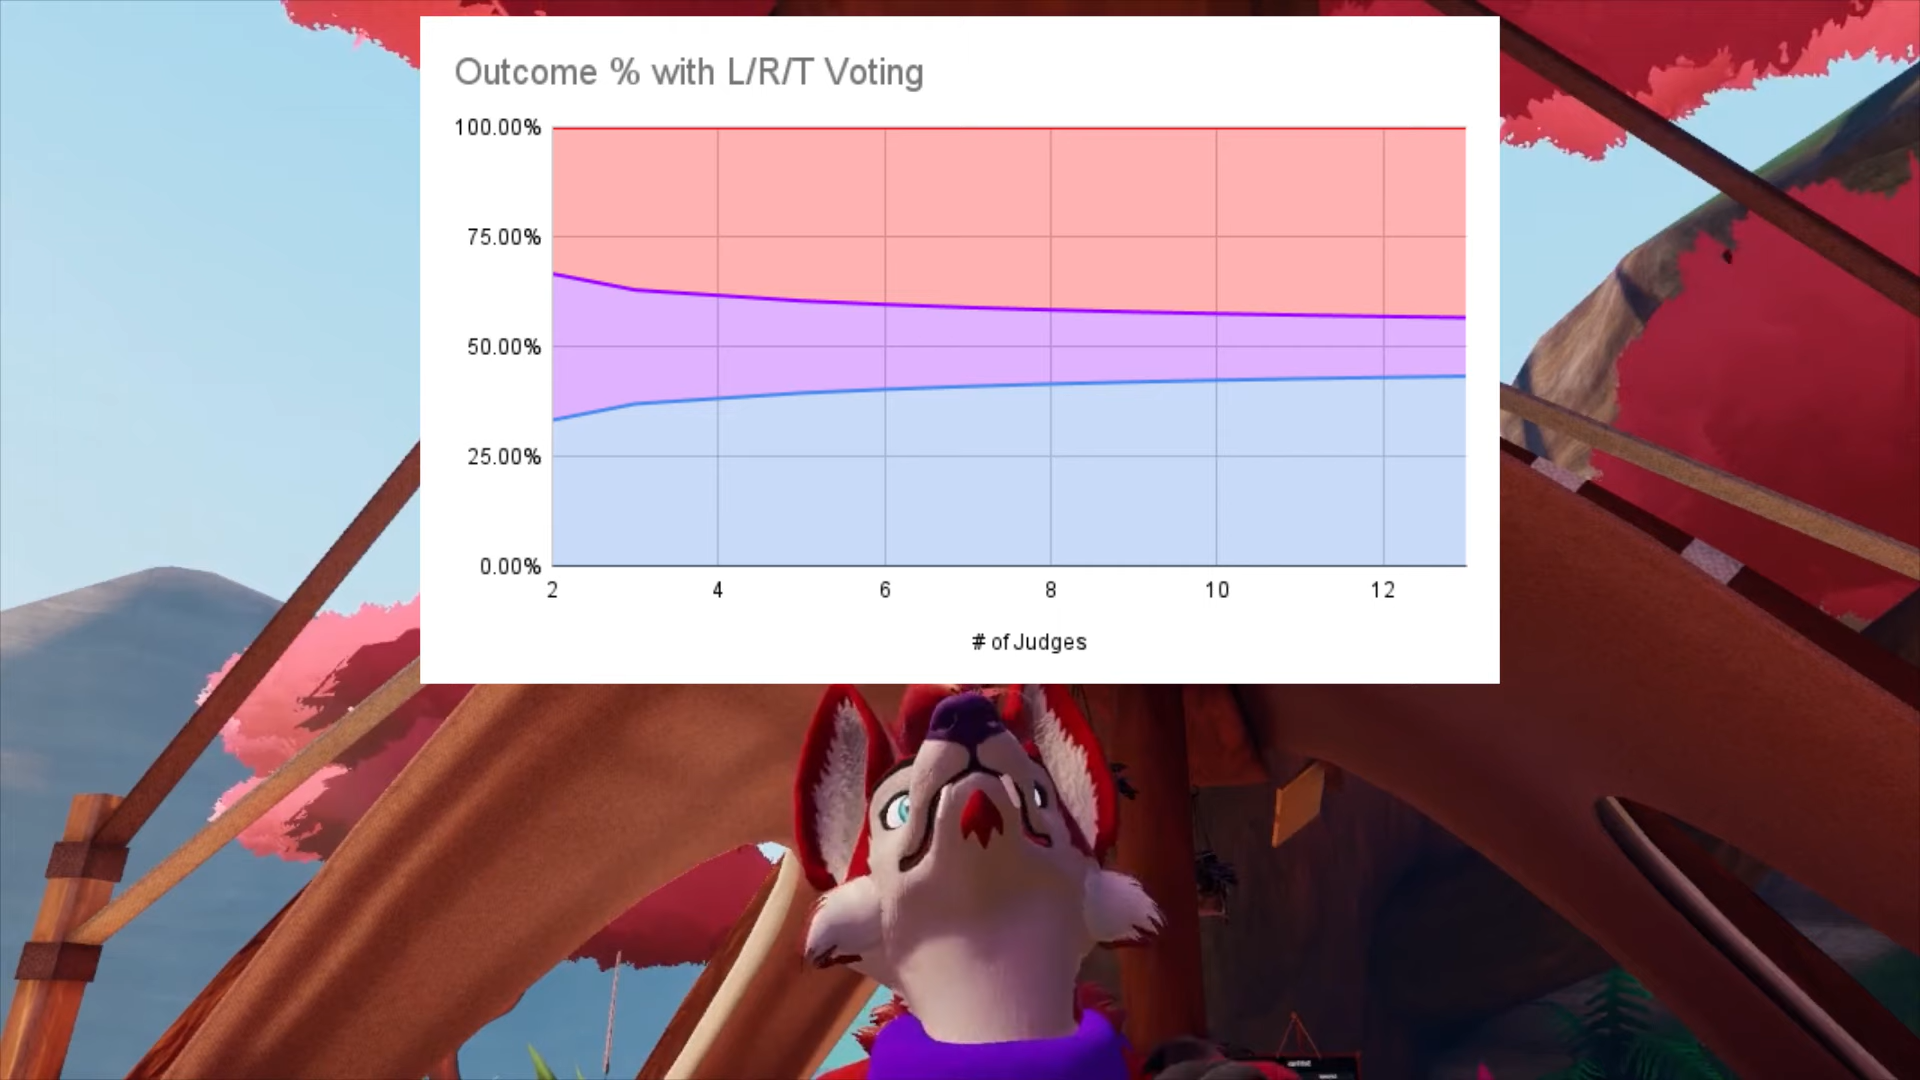 Outcome % with L/R/T Voting
100.00%
75.00%
50.00%
25.00%
0.00%
2 4 6 8 10 12
# of Judges